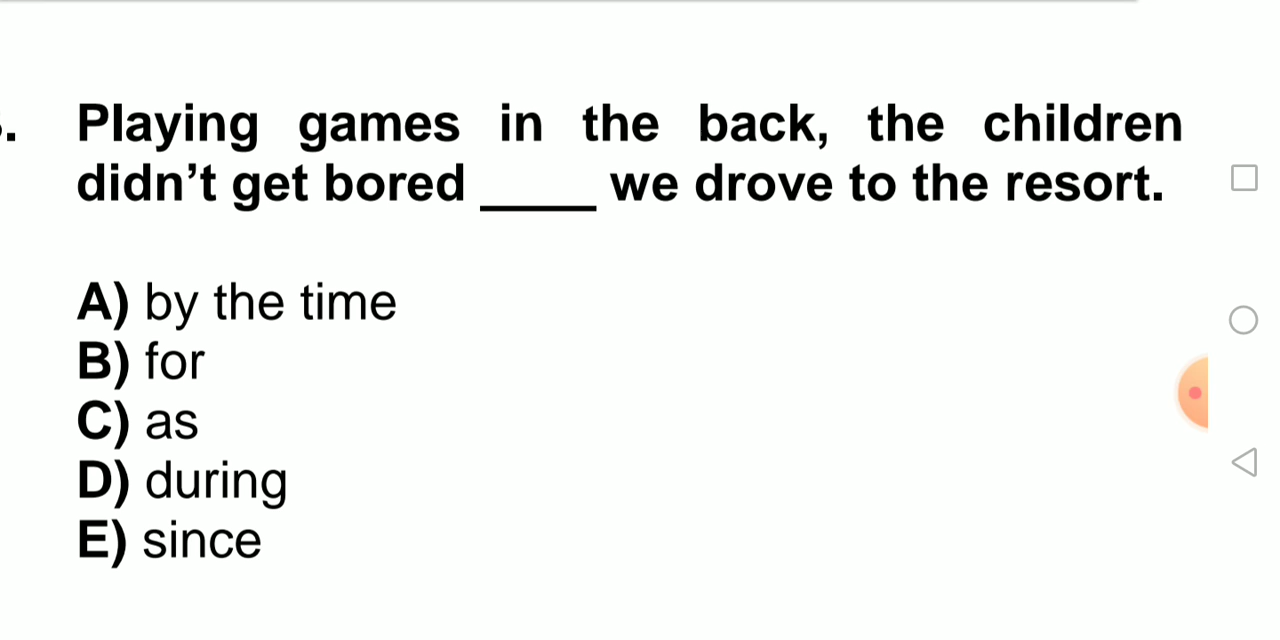 . Playing games in the back, the children
didn't get bored _____ we drove to the resort.
A) by the time
B) for
C) as
D) during
E) since